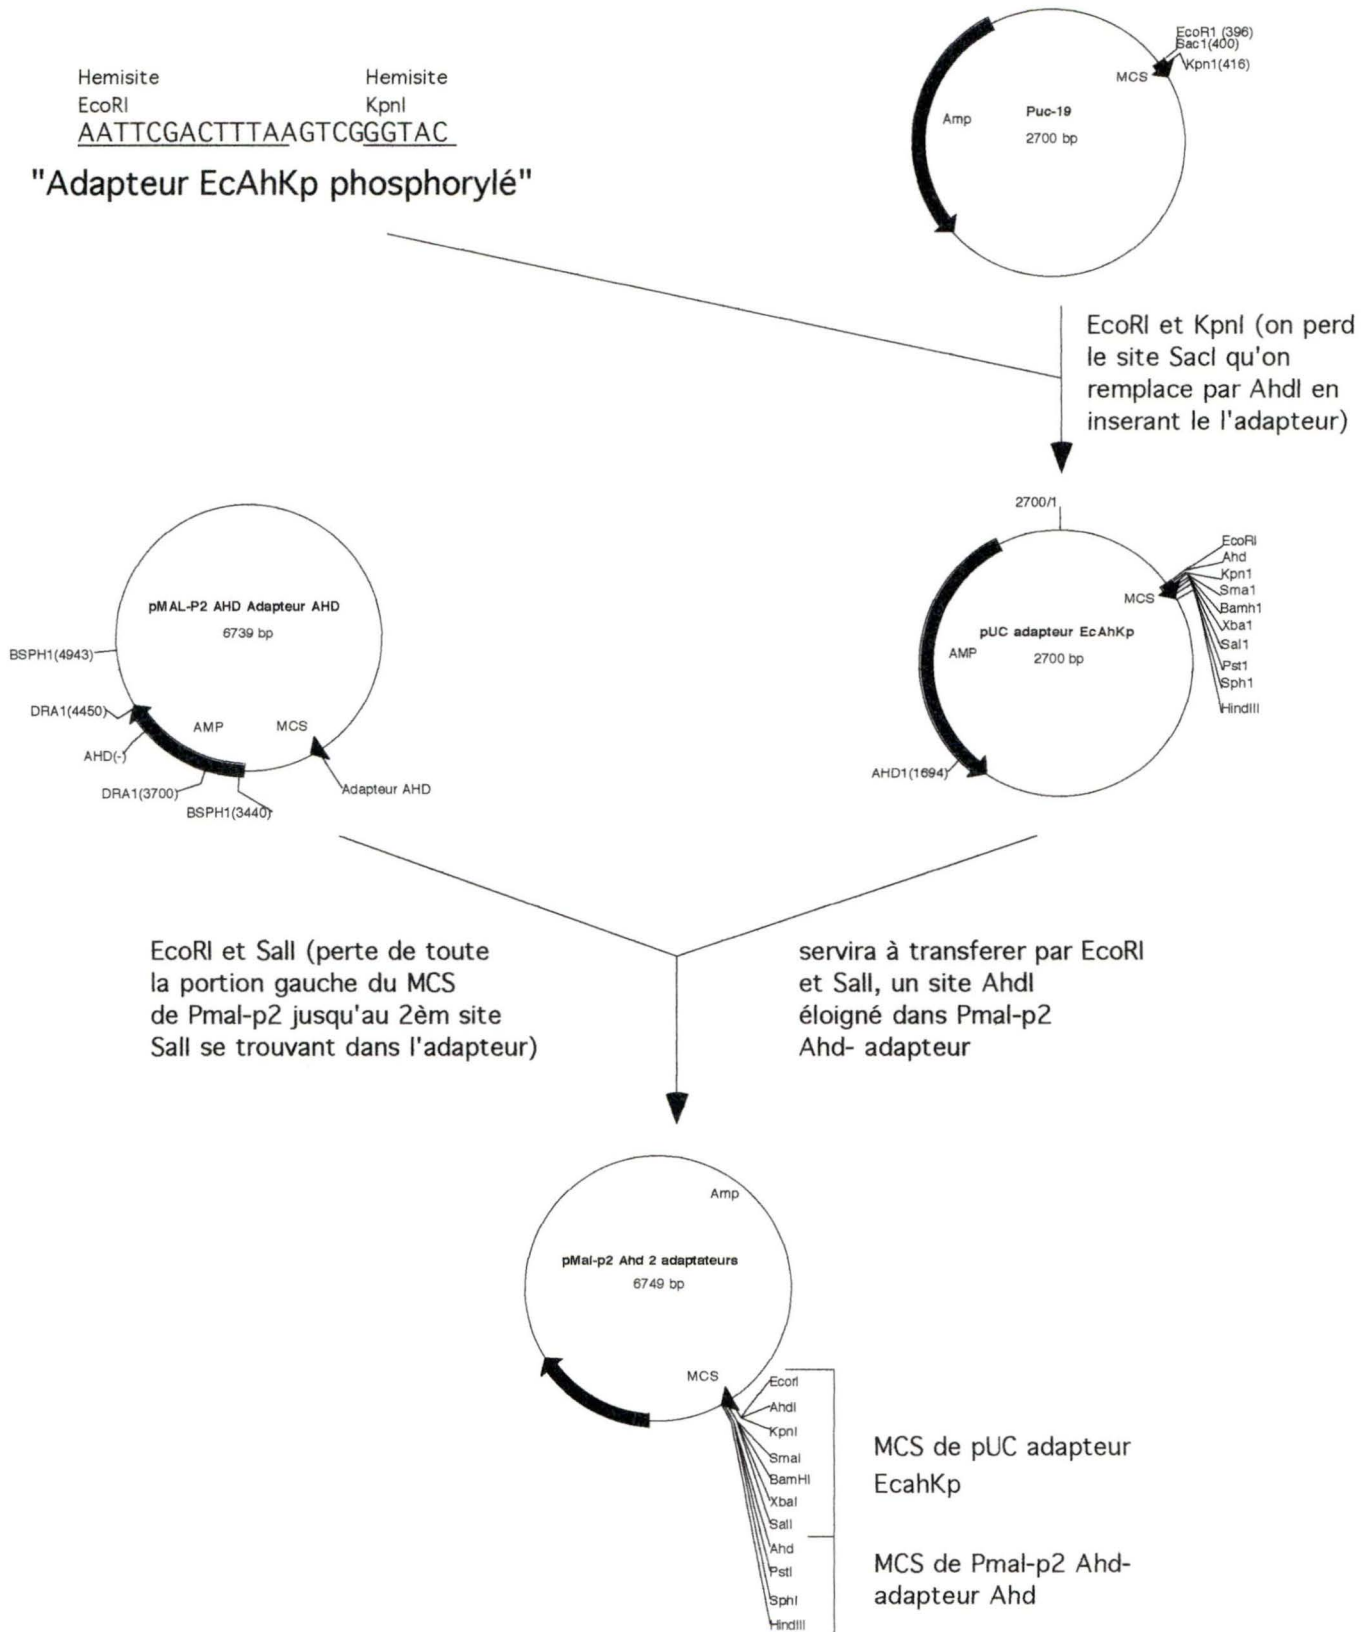 Hemisite Hemisite
EcoRI KpnI
AATTCGACTTTAAGTCGGGTAC
"Adapteur EcAhKp phosphorylé"
EcoR1 (396)
Sac1(400)
Kpn1(416)
MCS
Amp
Puc-19
2700 bp
EcoRI et KpnI (on perd
le site SacI qu'on
remplace par AhdI en
inserant le l'adapteur)
pMAL-P2 AHD Adapteur AHD
6739 bp
BSPH1(4943)
DRA1(4450)
AMP
MCS
AHD(-)
DRA1(3700)
BSPH1(3440)
Adapteur AHD
2700/1
EcoRI
Ahd
Kpn1
Sma1
Bamh1
Xba1
Sal1
Pst1
Sph1
HindIII
MCS
pUC adapteur EcAhKp
AMP
2700 bp
AHD1(1694)
EcoRI et SalI (perte de toute
la portion gauche du MCS
de Pmal-p2 jusqu'au 2èm site
SalI se trouvant dans l'adapteur)
servira à transferer par EcoRI
et SalI, un site AhdI
éloigné dans Pmal-p2
Ahd- adapteur
Amp
pMal-p2 Ahd 2 adaptateurs
6749 bp
MCS
EcorI
AhdI
KpnI
SmaI
BamHI
XbaI
SalI
Ahd
PstI
SphI
HindIII
MCS de pUC adapteur
EcahKp
MCS de Pmal-p2 Ahd-
adapteur Ahd